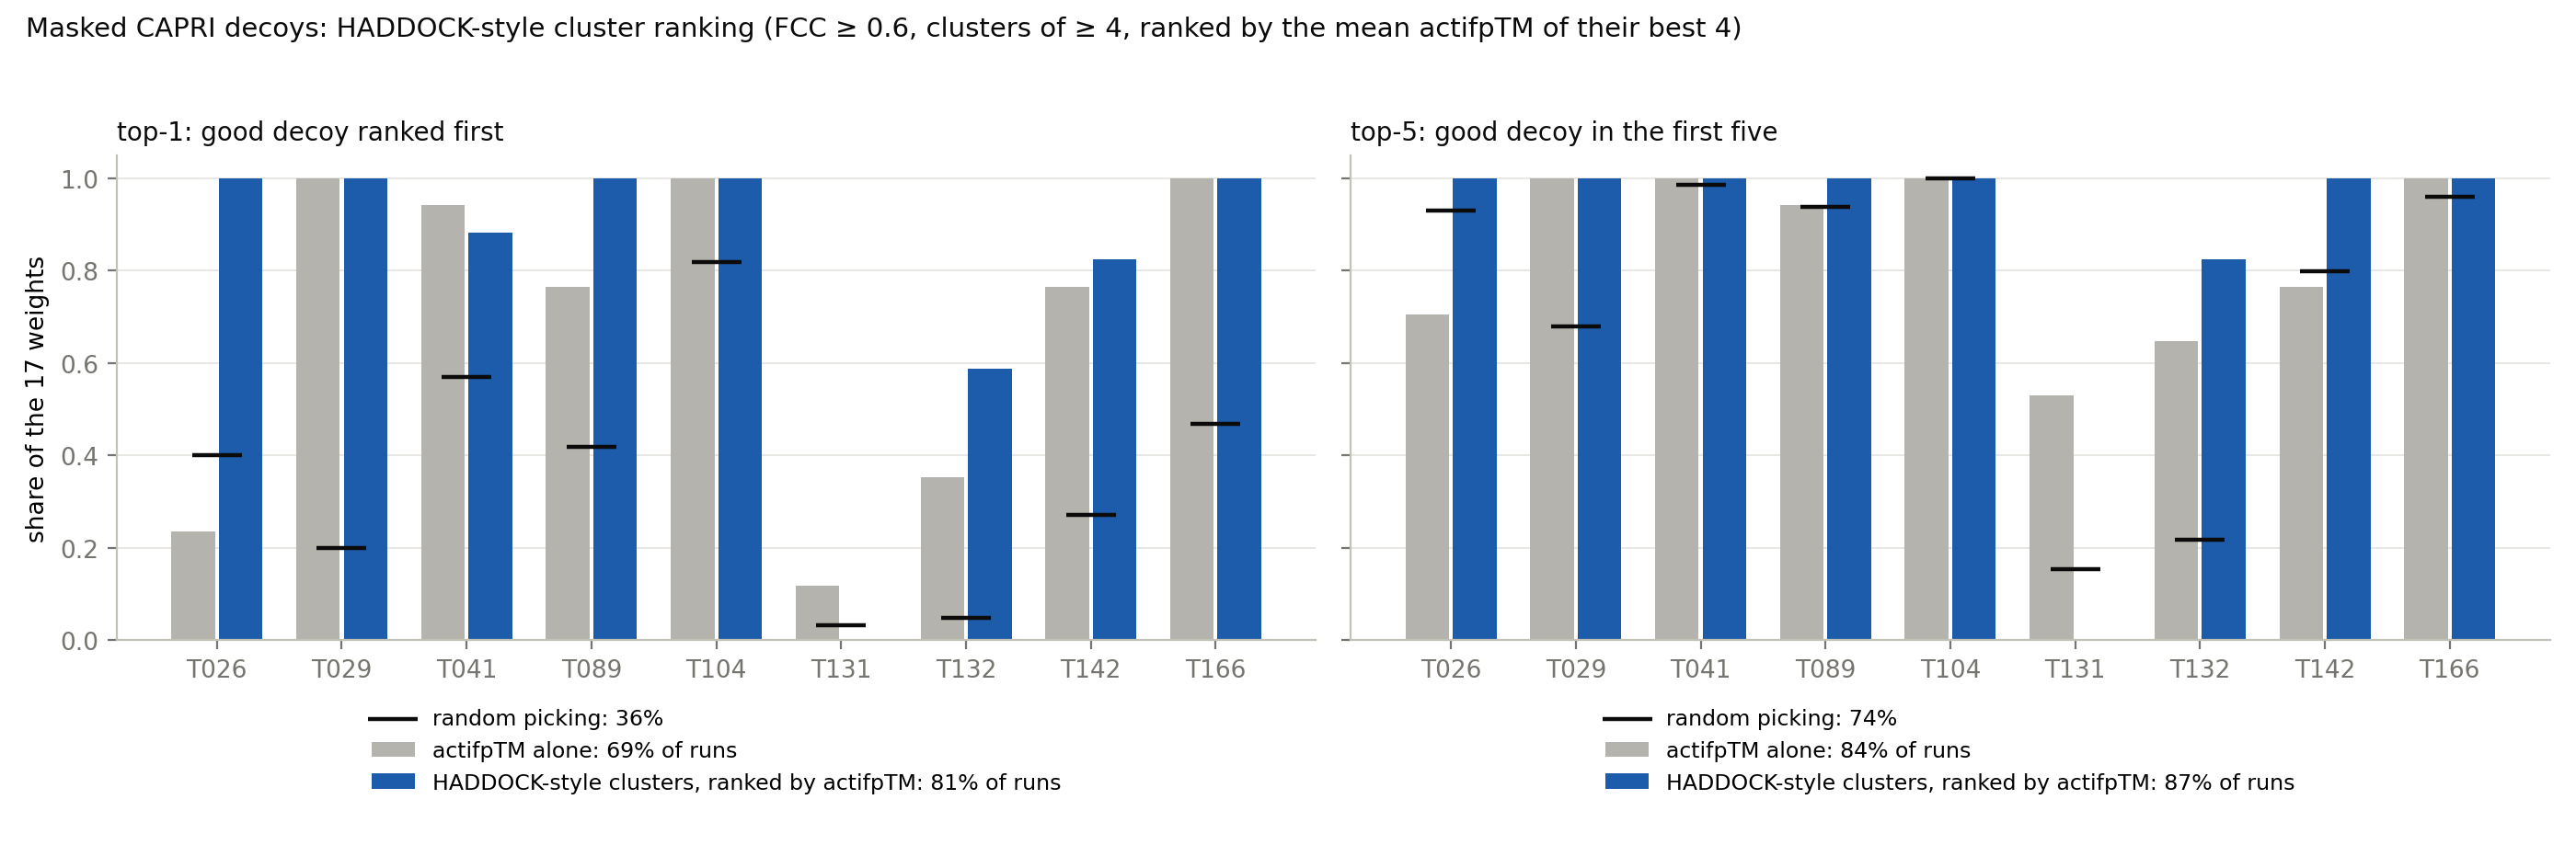 Masked CAPRI decoys: HADDOCK-style cluster ranking (FCC ≥ 0.6, clusters of ≥ 4, ranked by the mean actifpTM of their best 4)
top-1: good decoy ranked first
top-5: good decoy in the first five
share of the 17 weights
1.0
0.8
0.6
0.4
0.2
0.0
T026 T029 T041 T089 T104 T131 T132 T142 T166
T026 T029 T041 T089 T104 T131 T132 T142 T166
random picking: 36%
actifpTM alone: 69% of runs
HADDOCK-style clusters, ranked by actifpTM: 81% of runs
random picking: 74%
actifpTM alone: 84% of runs
HADDOCK-style clusters, ranked by actifpTM: 87% of runs